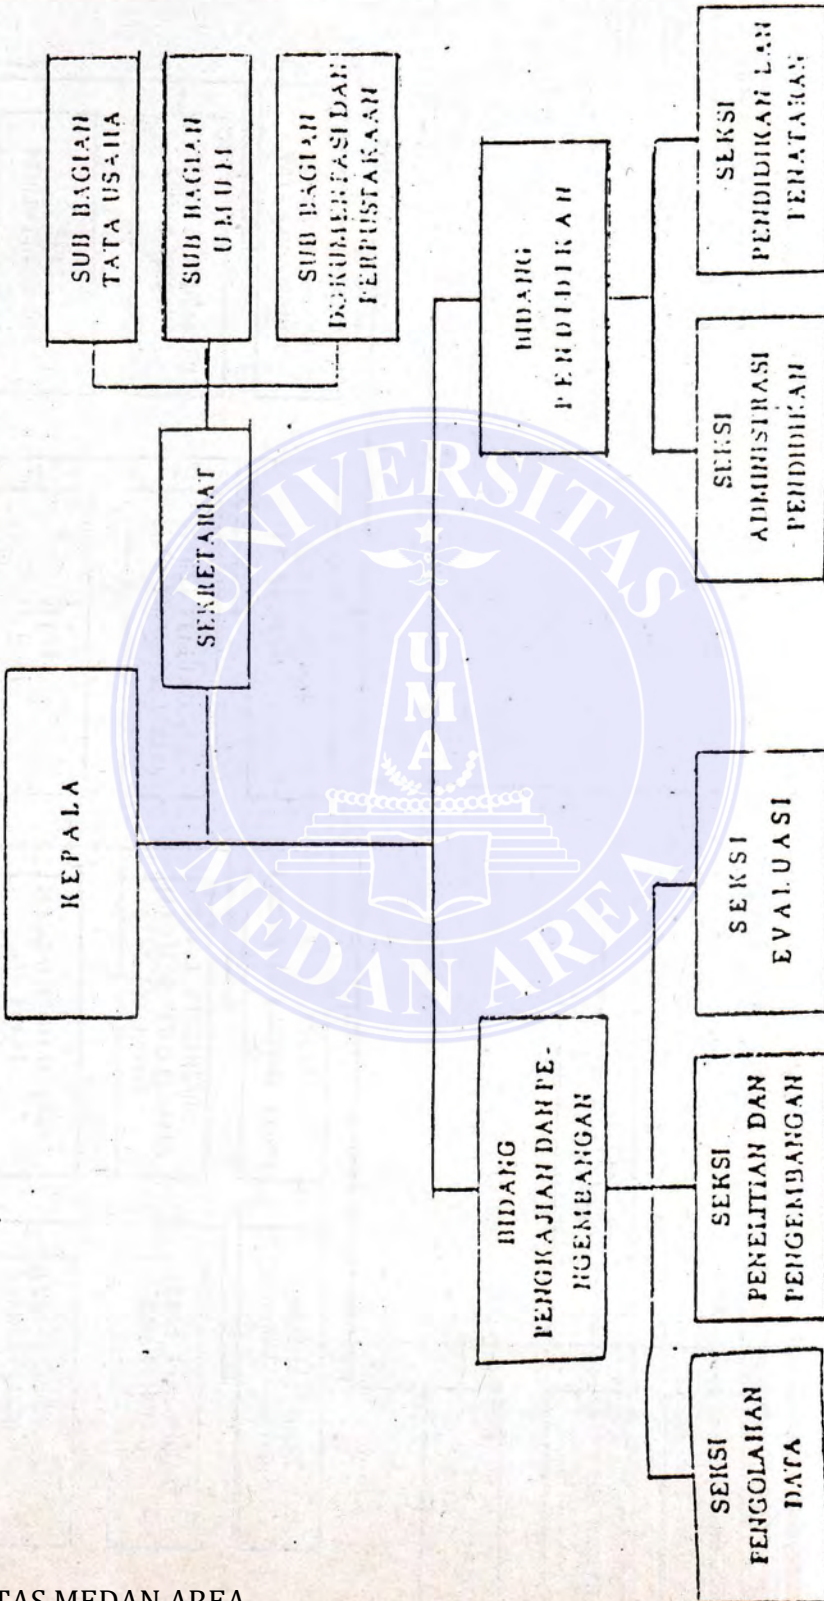 KEPALA
SEKRETARIAT
SUB BAGIAN
TATA USAHA
SUB BAGIAN
UMUM
SUB BAGIAN
DOKUMENTASI DAN
PERPUSTAKAAN
BIDANG
PENGKAJIAN DAN PE-
NGEMBANGAN
BIDANG
PENDIDIKAN
SEKSI
PENGOLAHAN
DATA
SEKSI
PENELITIAN DAN
PENGEMBANGAN
SEKSI
EVALUASI
SEKSI
ADMINISTRASI
PENDIDIKAN
SEKSI
PENDIDIKAN DAN
PENATARAN
UNIVERSITAS
UMA
MEDAN AREA
TAS MEDAN AREA